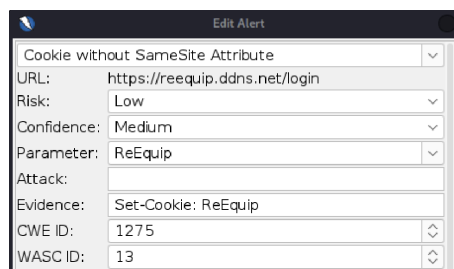 Edit Alert
Cookie without SameSite Attribute
URL: https://reequip.ddns.net/login
Risk: Low
Confidence: Medium
Parameter: ReEquip
Attack:
Evidence: Set-Cookie: ReEquip
CWE ID: 1275
WASC ID: 13